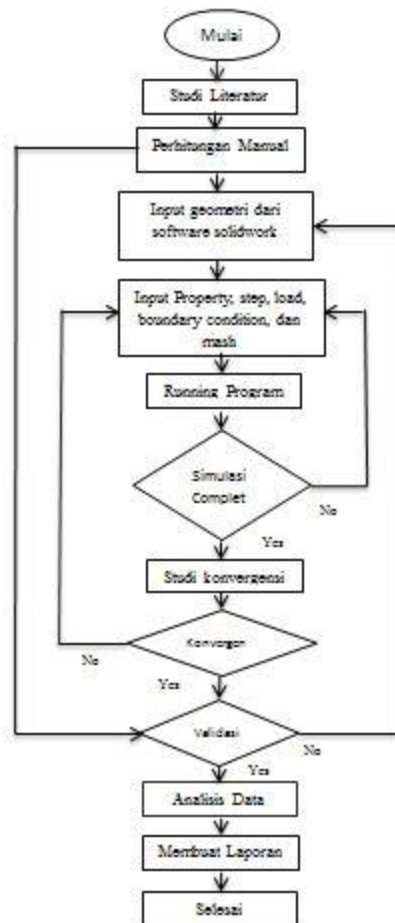 Mulai
Studi Literatur
Perhitungan Manual
Input geometri dari
software solidwork
Input Property, step, load,
boundary condition, dan
mash
Running Program
Simulasi
Complet
No
Yes
Studi konvergensi
Konvergen
No
Yes
Validasi
No
Yes
Analisis Data
Membuat Laporan
Selesai